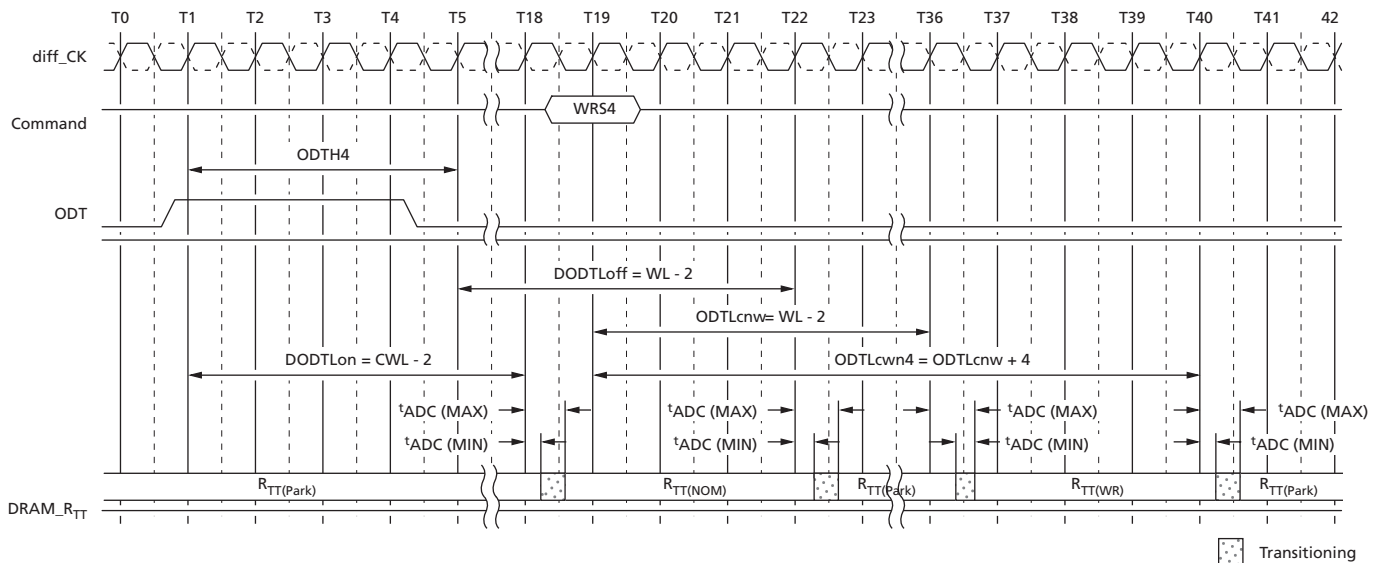 T0 T1 T2 T3 T4 T5 T18 T19 T20 T21 T22 T23 T36 T37 T38 T39 T40 T41 42
diff_CK
Command WRS4
ODTH4
ODT
DODTLoff = WL - 2
ODTLcnw= WL - 2
DODTLon = CWL - 2 ODTLcwn4 = ODTLcnw + 4
tADC (MAX) tADC (MAX) tADC (MAX) tADC (MAX)
tADC (MIN) tADC (MIN) tADC (MIN) tADC (MIN)
RTT(Park) RTT(NOM) RTT(Park) RTT(WR) RTT(Park)
DRAM_RTT
Transitioning